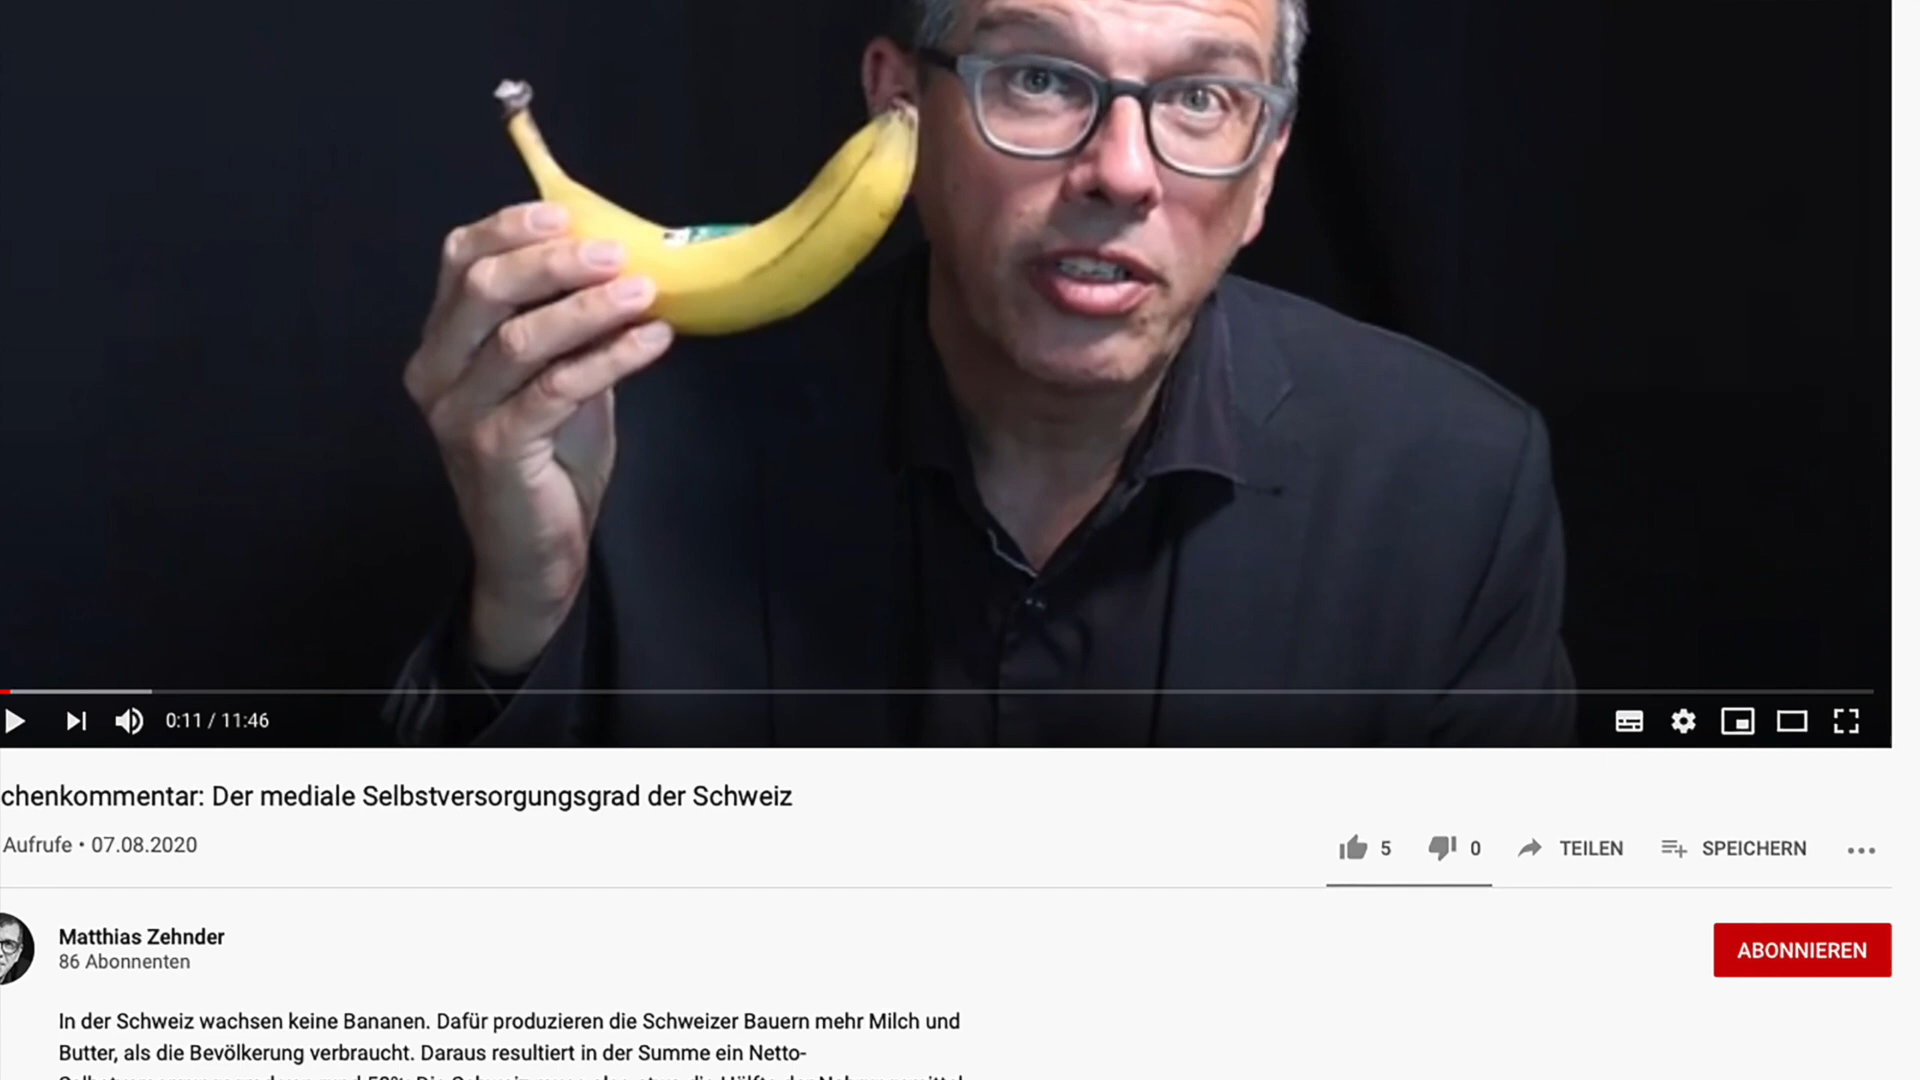 0:11 / 11:46
chenkommentar: Der mediale Selbstversorgungsgrad der Schweiz
Aufrufe • 07.08.2020
5 0 TEILEN SPEICHERN
Matthias Zehnder
86 Abonnenten
ABONNIEREN
In der Schweiz wachsen keine Bananen. Dafür produzieren die Schweizer Bauern mehr Milch und
Butter, als die Bevölkerung verbraucht. Daraus resultiert in der Summe ein Netto-